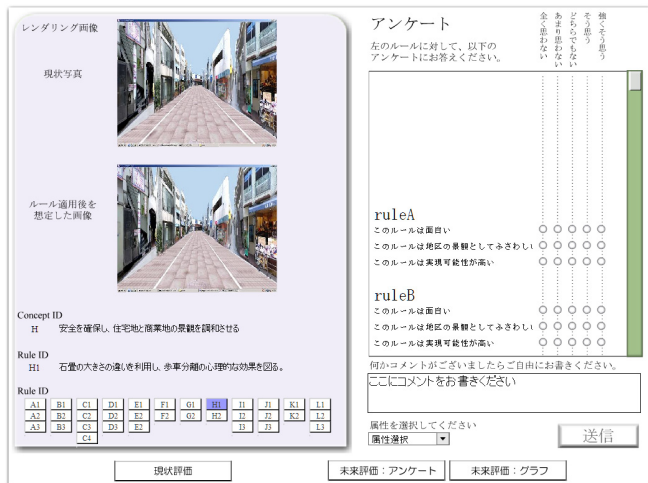 レンダリング画像
現状写真
ルール適用後を
想定した画像
Concept ID
H 安全を確保し、住宅地と商業地の景観を調和させる
Rule ID
H1 石畳の大きさの違いを利用し、歩車分離の心理的な効果を図る。
Rule ID
A1 B1 C1 D1 E1 F1 G1 H1 I1 J1 K1 L1
A2 B2 C2 D2 E2 F2 G2 H2 I2 J2 K2 L2
A3 B3 C3 D3 E2 I3 J3 L3
C4
現状評価
アンケート
左のルールに対して、以下の
アンケートにお答えください。
全く思わない
あまり思わない
どちらでもない
そう思う
強くそう思う
ruleA
このルールは面白い
このルールは地区の景観としてふさわしい
このルールは実現可能性が高い
ruleB
このルールは面白い
このルールは地区の景観としてふさわしい
このルールは実現可能性が高い
何かコメントがございましたらご自由にお書きください。
ここにコメントをお書きください
属性を選択してください
属性選択
送信
未来評価：アンケート
未来評価：グラフ